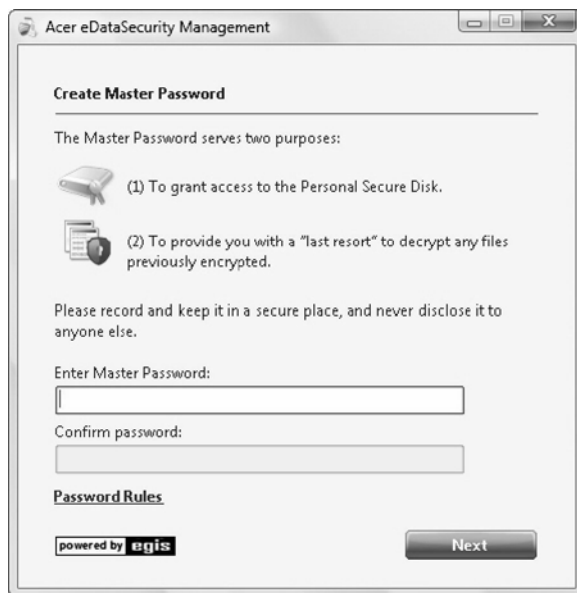 Acer eDataSecurity Management
Create Master Password
The Master Password serves two purposes:
(1) To grant access to the Personal Secure Disk.
(2) To provide you with a "last resort" to decrypt any files
previously encrypted.
Please record and keep it in a secure place, and never disclose it to
anyone else.
Enter Master Password:
Confirm password:
Password Rules
powered by egis
Next